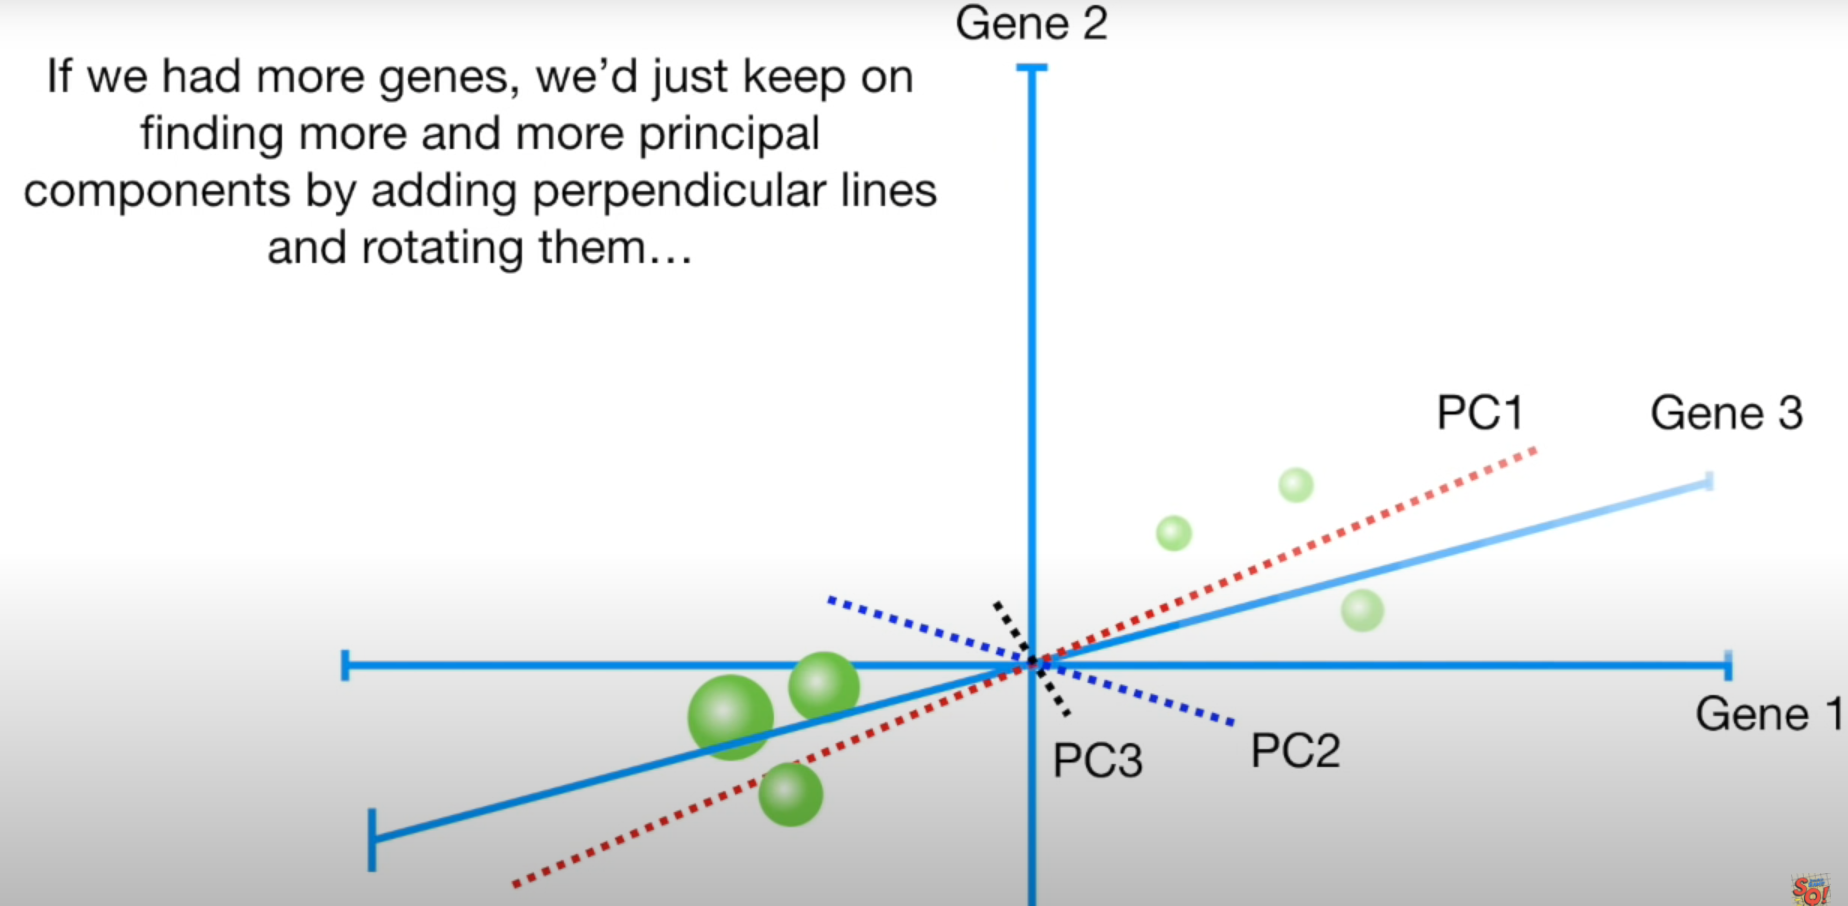 Gene 2
If we had more genes, we’d just keep on
finding more and more principal
components by adding perpendicular lines
and rotating them…
PC1
Gene 3
Gene 1
PC2
PC3
SO!